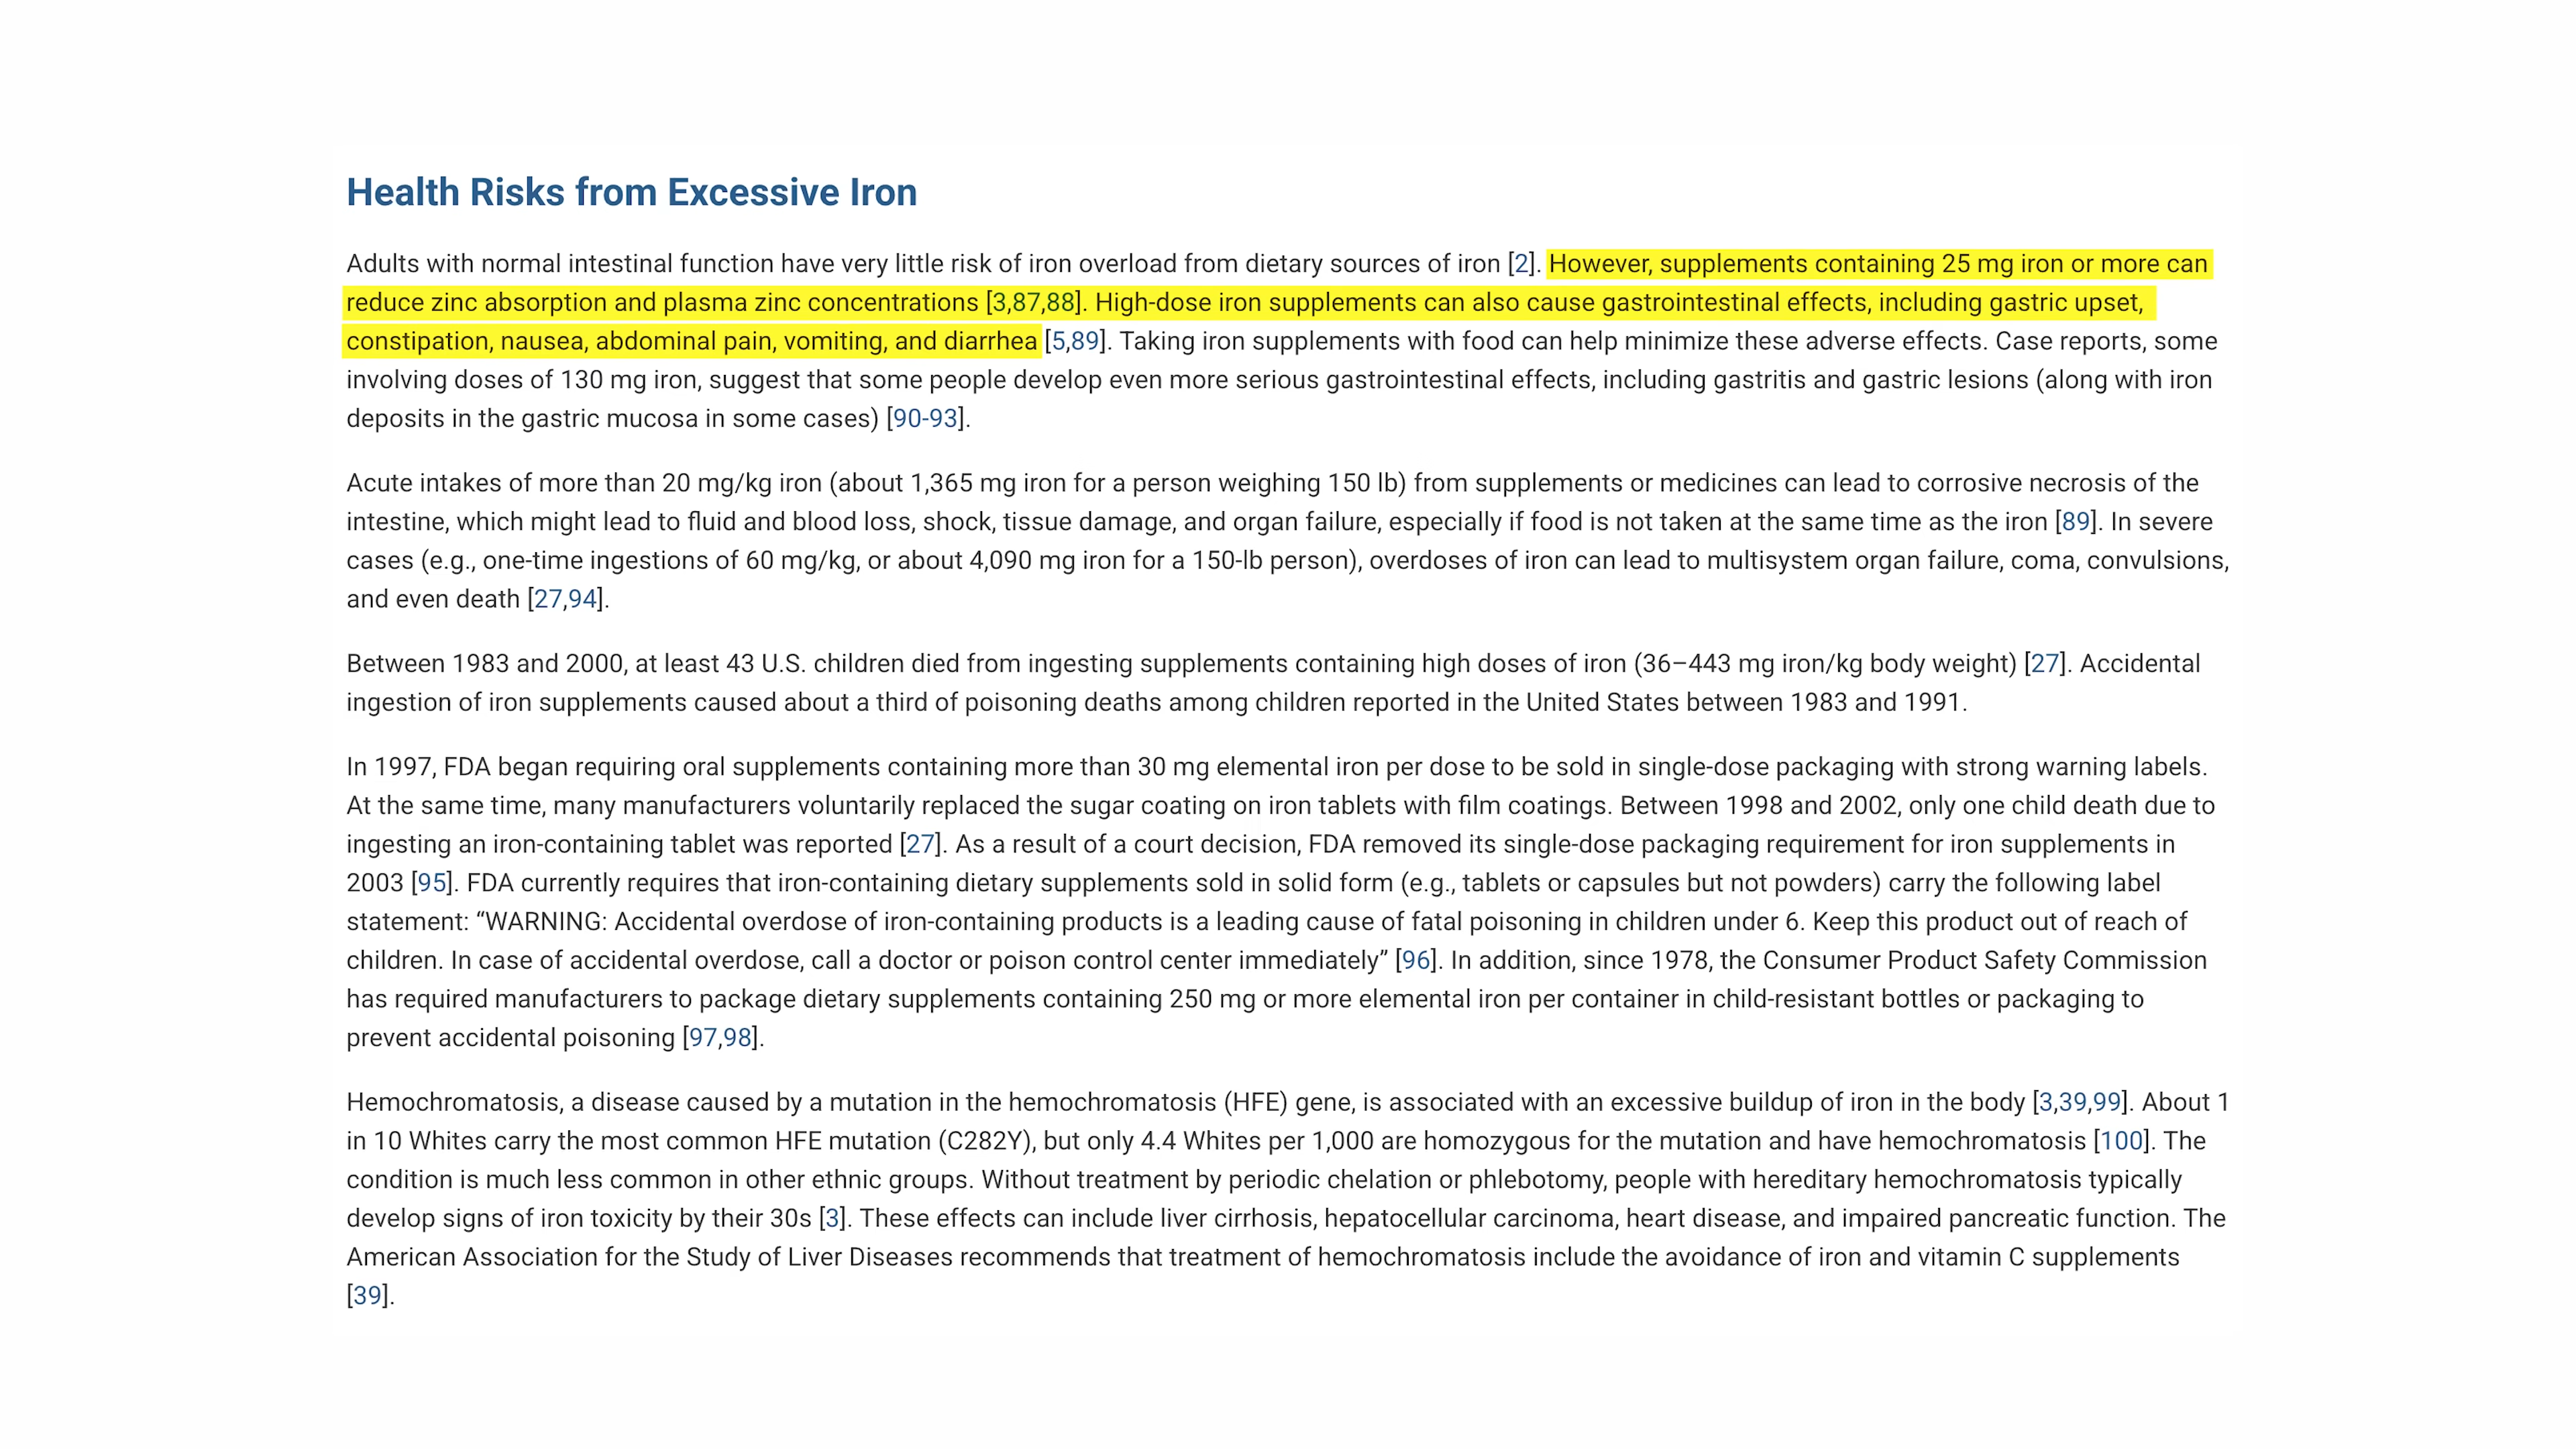 Health Risks from Excessive Iron
Adults with normal intestinal function have very little risk of iron overload from dietary sources of iron [2]. However, supplements containing 25 mg iron or more can
reduce zinc absorption and plasma zinc concentrations [3,87,88]. High-dose iron supplements can also cause gastrointestinal effects, including gastric upset,
constipation, nausea, abdominal pain, vomiting, and diarrhea [5,89]. Taking iron supplements with food can help minimize these adverse effects. Case reports, some
involving doses of 130 mg iron, suggest that some people develop even more serious gastrointestinal effects, including gastritis and gastric lesions (along with iron
deposits in the gastric mucosa in some cases) [90-93].
Acute intakes of more than 20 mg/kg iron (about 1,365 mg iron for a person weighing 150 lb) from supplements or medicines can lead to corrosive necrosis of the
intestine, which might lead to fluid and blood loss, shock, tissue damage, and organ failure, especially if food is not taken at the same time as the iron [89]. In severe
cases (e.g., one-time ingestions of 60 mg/kg, or about 4,090 mg iron for a 150-lb person), overdoses of iron can lead to multisystem organ failure, coma, convulsions,
and even death [27,94].
Between 1983 and 2000, at least 43 U.S. children died from ingesting supplements containing high doses of iron (36–443 mg iron/kg body weight) [27]. Accidental
ingestion of iron supplements caused about a third of poisoning deaths among children reported in the United States between 1983 and 1991.
In 1997, FDA began requiring oral supplements containing more than 30 mg elemental iron per dose to be sold in single-dose packaging with strong warning labels.
At the same time, many manufacturers voluntarily replaced the sugar coating on iron tablets with film coatings. Between 1998 and 2002, only one child death due to
ingesting an iron-containing tablet was reported [27]. As a result of a court decision, FDA removed its single-dose packaging requirement for iron supplements in
2003 [95]. FDA currently requires that iron-containing dietary supplements sold in solid form (e.g., tablets or capsules but not powders) carry the following label
statement: “WARNING: Accidental overdose of iron-containing products is a leading cause of fatal poisoning in children under 6. Keep this product out of reach of
children. In case of accidental overdose, call a doctor or poison control center immediately” [96]. In addition, since 1978, the Consumer Product Safety Commission
has required manufacturers to package dietary supplements containing 250 mg or more elemental iron per container in child-resistant bottles or packaging to
prevent accidental poisoning [97,98].
Hemochromatosis, a disease caused by a mutation in the hemochromatosis (HFE) gene, is associated with an excessive buildup of iron in the body [3,39,99]. About 1
in 10 Whites carry the most common HFE mutation (C282Y), but only 4.4 Whites per 1,000 are homozygous for the mutation and have hemochromatosis [100]. The
condition is much less common in other ethnic groups. Without treatment by periodic chelation or phlebotomy, people with hereditary hemochromatosis typically
develop signs of iron toxicity by their 30s [3]. These effects can include liver cirrhosis, hepatocellular carcinoma, heart disease, and impaired pancreatic function. The
American Association for the Study of Liver Diseases recommends that treatment of hemochromatosis include the avoidance of iron and vitamin C supplements
[39].